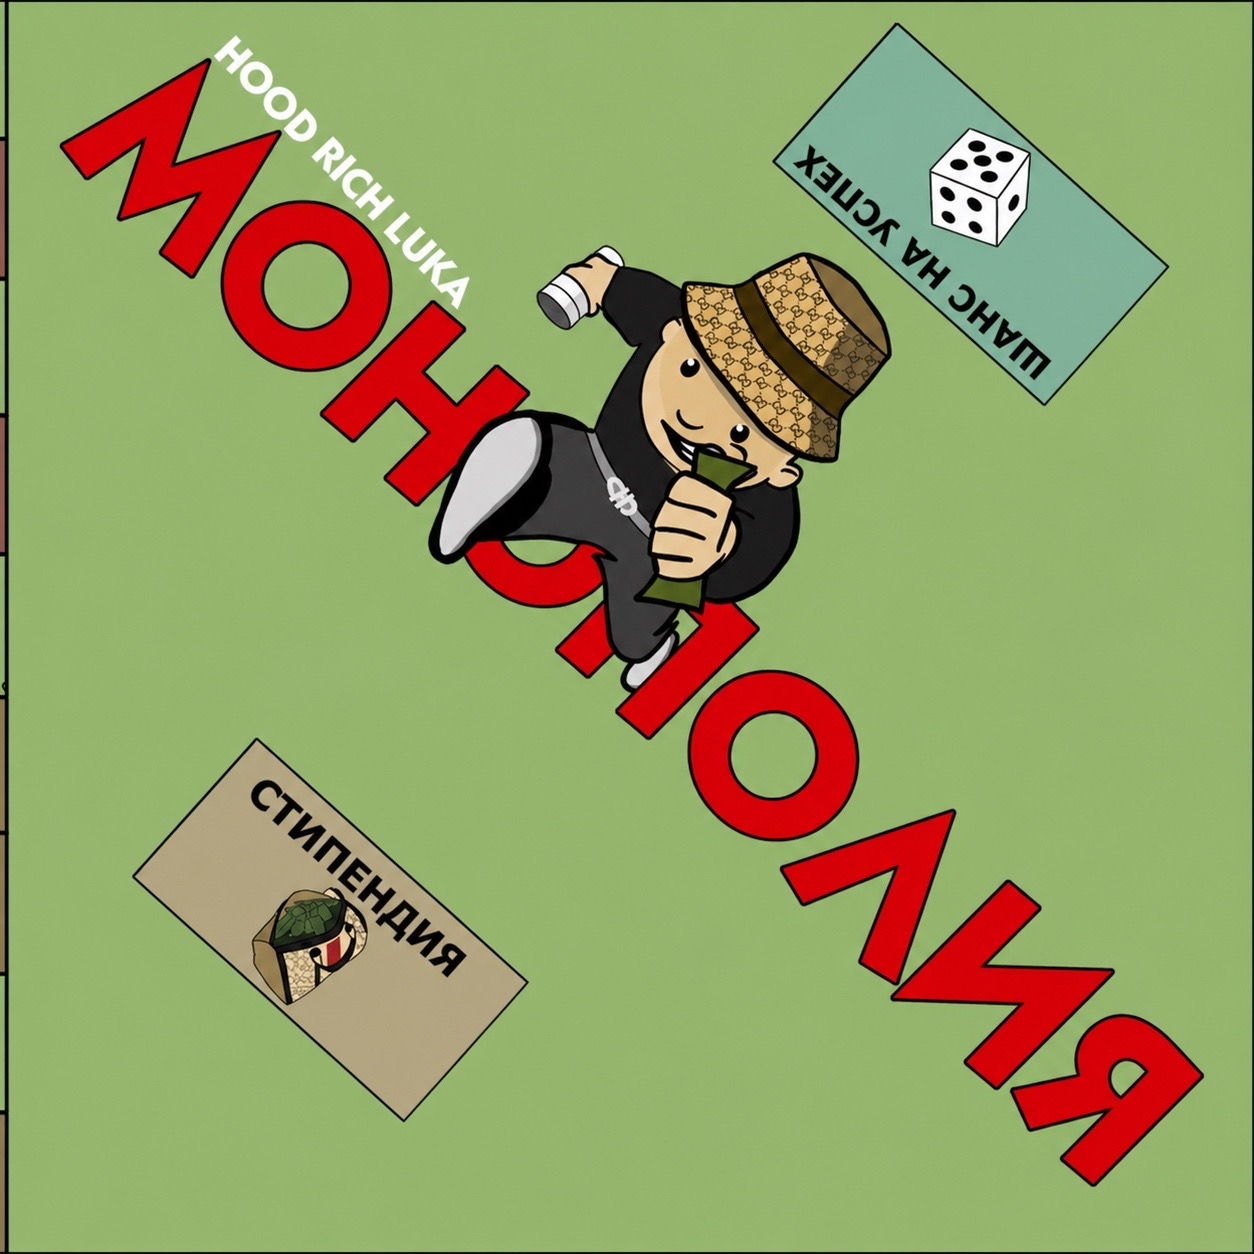 HOOD RICH LUKA
МОНОПОЛИЯ
ШАНС НА УСПЕХ
СТИПЕНДИЯ